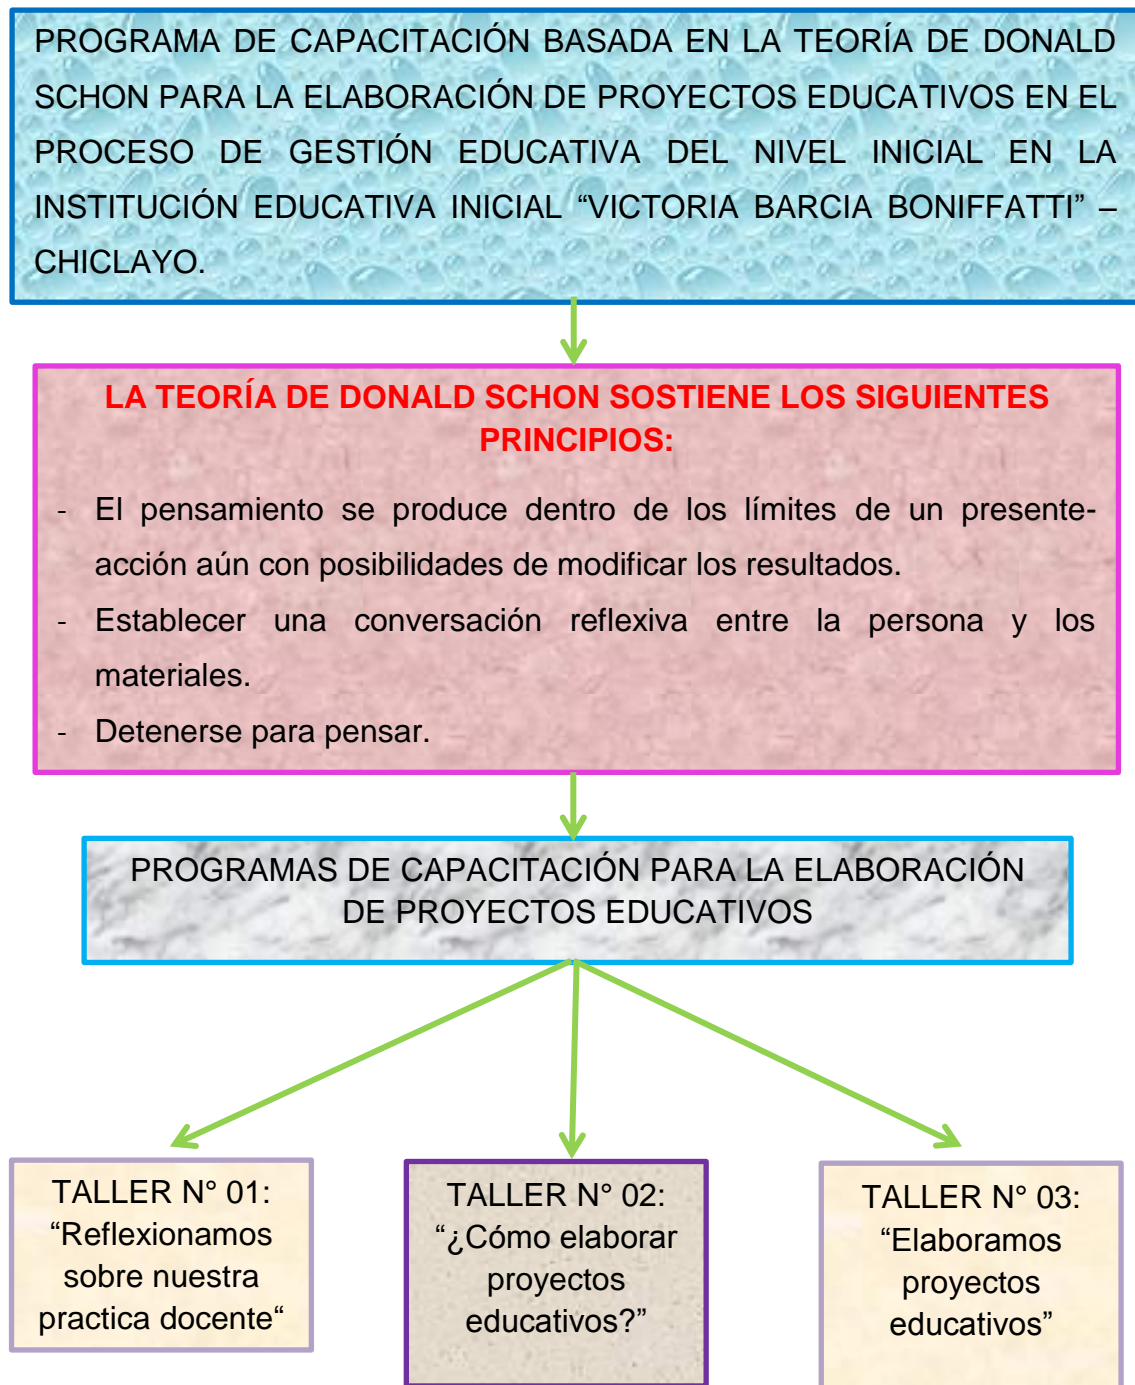 PROGRAMA DE CAPACITACIÓN BASADA EN LA TEORÍA DE DONALD
SCHON PARA LA ELABORACIÓN DE PROYECTOS EDUCATIVOS EN EL
PROCESO DE GESTIÓN EDUCATIVA DEL NIVEL INICIAL EN LA
INSTITUCIÓN EDUCATIVA INICIAL “VICTORIA BARCIA BONIFFATTI” –
CHICLAYO.
LA TEORÍA DE DONALD SCHON SOSTIENE LOS SIGUIENTES
PRINCIPIOS:
- El pensamiento se produce dentro de los límites de un presente-
acción aún con posibilidades de modificar los resultados.
- Establecer una conversación reflexiva entre la persona y los
materiales.
- Detenerse para pensar.
PROGRAMAS DE CAPACITACIÓN PARA LA ELABORACIÓN
DE PROYECTOS EDUCATIVOS
TALLER N° 01:
“Reflexionamos
sobre nuestra
practica docente“
TALLER N° 02:
“¿Cómo elaborar
proyectos
educativos?”
TALLER N° 03:
“Elaboramos
proyectos
educativos”